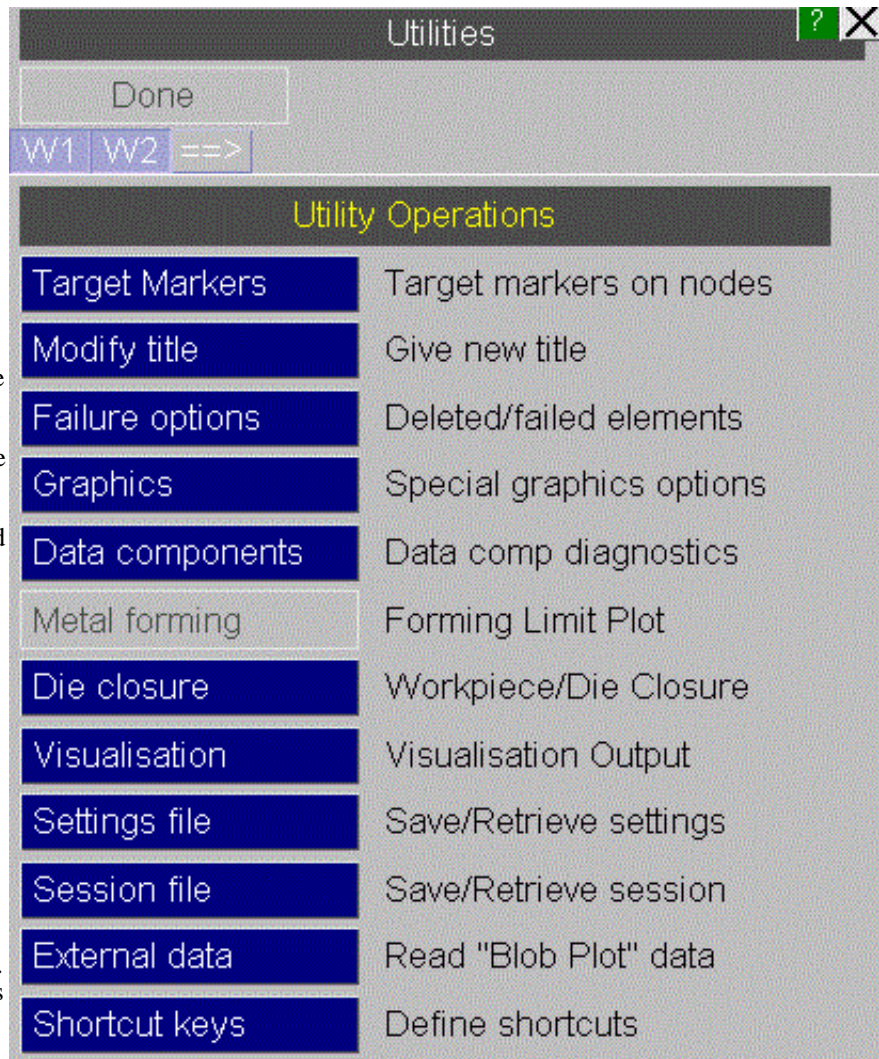 Utilities
? X
Done
W1 W2 ==>
Utility Operations
Target Markers Target markers on nodes
Modify title Give new title
Failure options Deleted/failed elements
Graphics Special graphics options
Data components Data comp diagnostics
Metal forming Forming Limit Plot
Die closure Workpiece/Die Closure
Visualisation Visualisation Output
Settings file Save/Retrieve settings
Session file Save/Retrieve session
External data Read "Blob Plot" data
Shortcut keys Define shortcuts